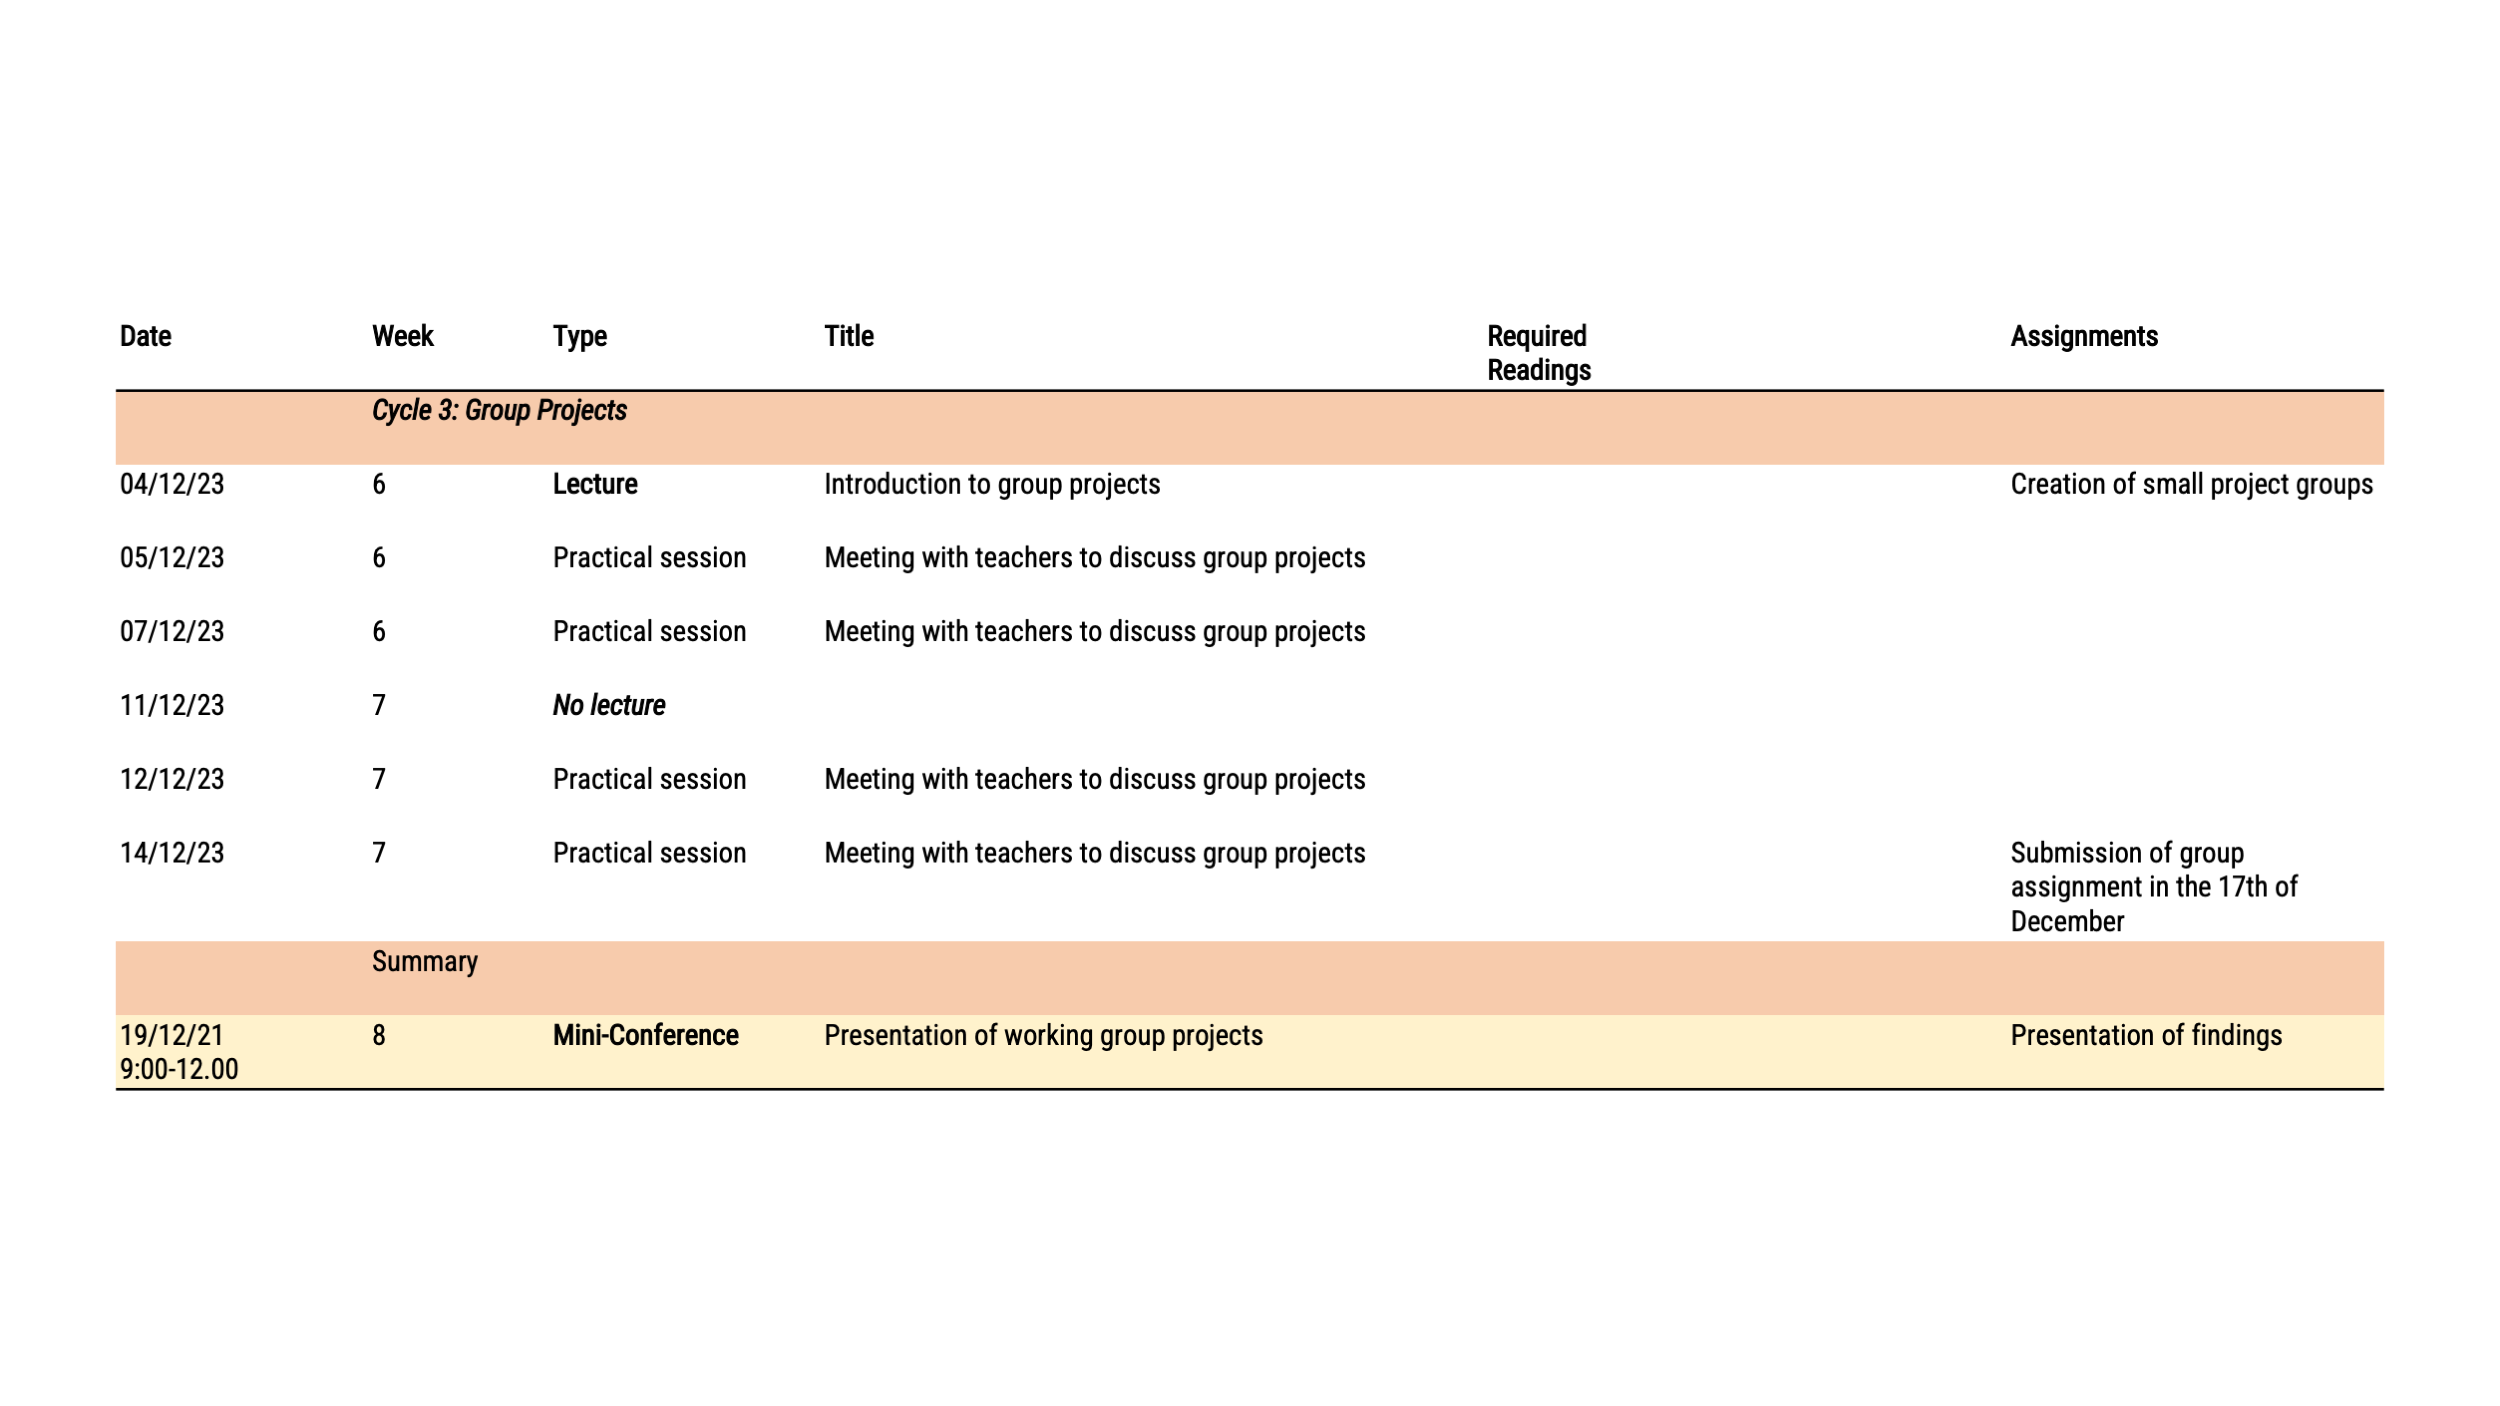 Date Week Type Title Required Readings Assignments
Cycle 3: Group Projects
04/12/23 6 Lecture Introduction to group projects Creation of small project groups
05/12/23 6 Practical session Meeting with teachers to discuss group projects
07/12/23 6 Practical session Meeting with teachers to discuss group projects
11/12/23 7 No lecture
12/12/23 7 Practical session Meeting with teachers to discuss group projects
14/12/23 7 Practical session Meeting with teachers to discuss group projects Submission of group
assignment in the 17th of
December
Summary
19/12/21 8 Mini-Conference Presentation of working group projects Presentation of findings
9:00-12.00